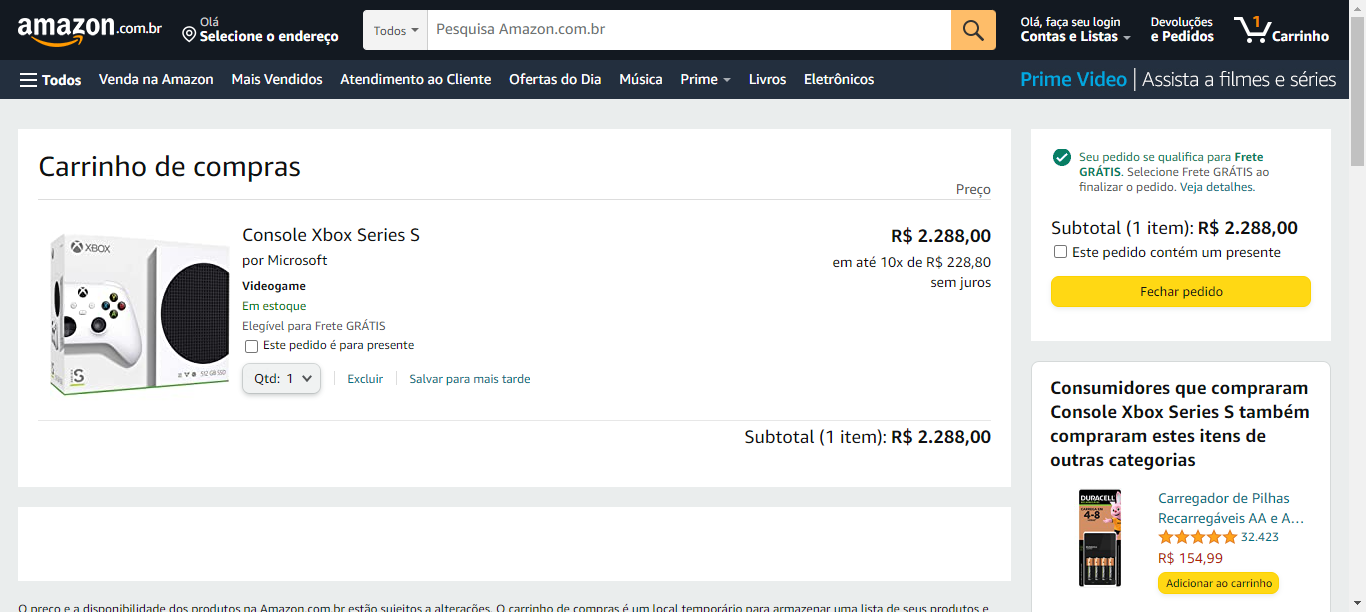 amazon.com.br
Olá
Selecione o endereço
Todos
Pesquisa Amazon.com.br
Olá, faça seu login
Contas e Listas
Devoluções
e Pedidos
1
Carrinho
Todos
Venda na Amazon
Mais Vendidos
Atendimento ao Cliente
Ofertas do Dia
Música
Prime
Livros
Eletrônicos
Prime Video | Assista a filmes e séries
Carrinho de compras
Preço
XBOX
S
512 GB SSD
Console Xbox Series S
R$ 2.288,00
por Microsoft
em até 10x de R$ 228,80
sem juros
Videogame
Em estoque
Elegível para Frete GRÁTIS
Este pedido é para presente
Qtd: 1
Excluir
Salvar para mais tarde
Subtotal (1 item): R$ 2.288,00
Seu pedido se qualifica para Frete
GRÁTIS. Selecione Frete GRÁTIS ao
finalizar o pedido. Veja detalhes.
Subtotal (1 item): R$ 2.288,00
Este pedido contém um presente
Fechar pedido
Consumidores que compraram
Console Xbox Series S também
compraram estes itens de
outras categorias
DURACELL
4-8
Carregador de Pilhas
Recarregáveis AA e A...
32.423
R$ 154,99
Adicionar ao carrinho
O preço e a disponibilidade dos produtos na Amazon.com.br estão sujeitos a alterações. O carrinho de compras é um local temporário para armazenar uma lista de seus produtos e